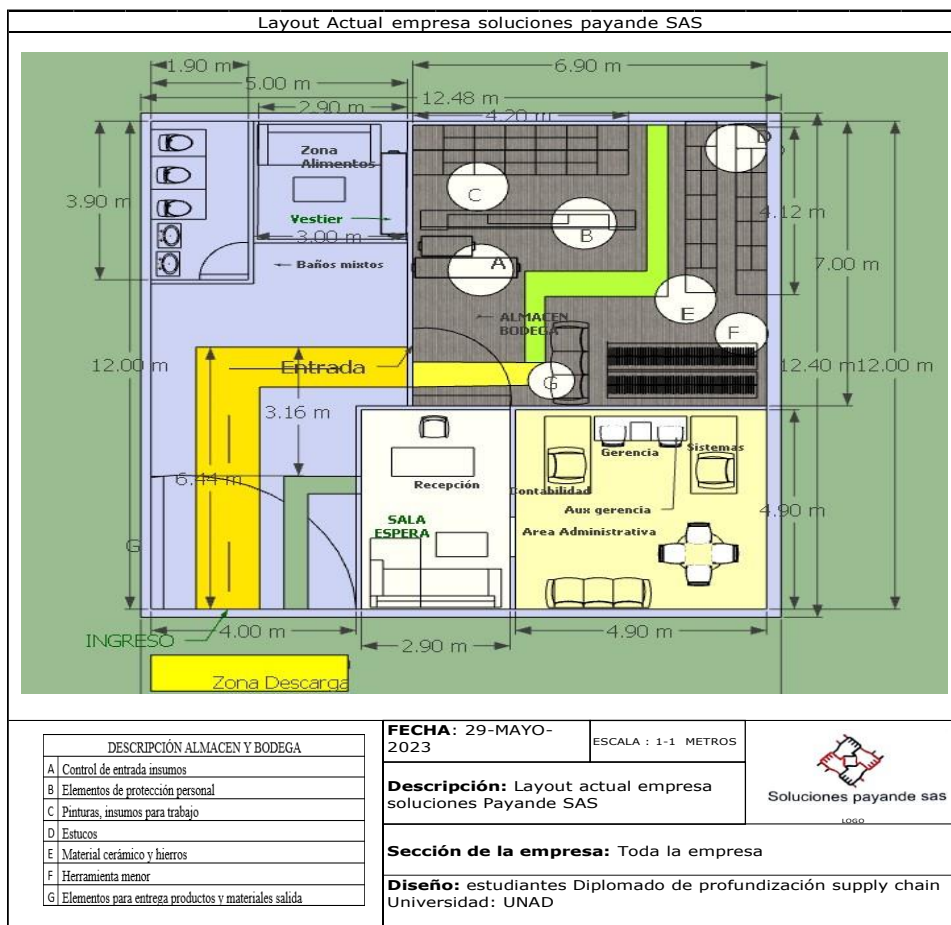 Layout Actual empresa soluciones payande SAS
1.90 m
6.90 m
5.00 m
12.48 m
2.90 m
4.20 m
Zona
Alimentos
D
C
3.90 m
Vestier
4.12 m
3.00 m
B
Baños mixtos
A
7.00 m
E
ALMACEN
BODEGA
F
12.00 m
Entrada
12.40 m
12.00 m
G
3.16 m
Gerencia
Sistemas
6.44 m
Recepción
Contabilidad
Aux gerencia
4.90 m
SALA
ESPERA
Area Administrativa
G
INGRESO
4.00 m
2.90 m
4.90 m
Zona Descarga
DESCRIPCIÓN ALMACEN Y BODEGA
A Control de entrada insumos
B Elementos de protección personal
C Pinturas, insumos para trabajo
D Estucos
E Material cerámico y hierros
F Herramienta menor
G Elementos para entrega productos y materiales salida
FECHA: 29-MAYO-
2023
ESCALA : 1-1 METROS
Descripción: Layout actual empresa
soluciones Payande SAS
Soluciones payande sas
LOGO
Sección de la empresa: Toda la empresa
Diseño: estudiantes Diplomado de profundización supply chain
Universidad: UNAD